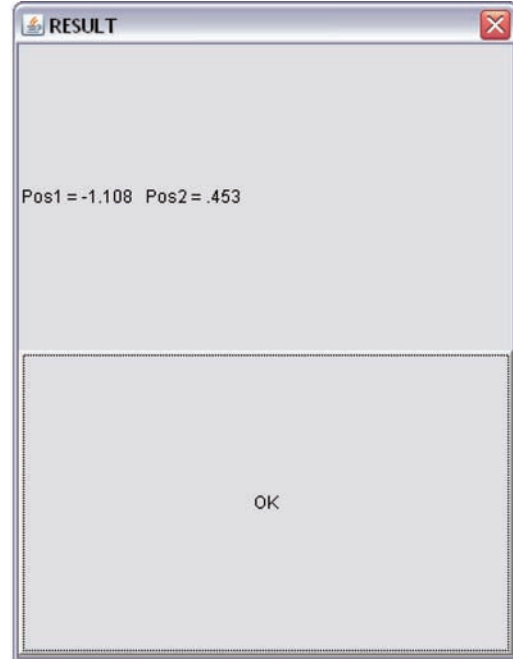 RESULT
Pos1 = -1.108 Pos2 = .453
OK